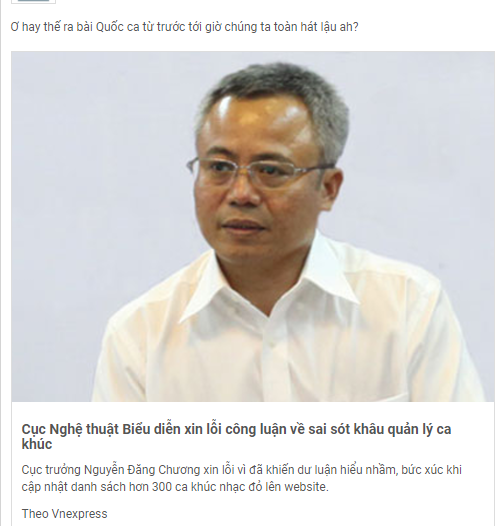 Ơ hay thế ra bài Quốc ca từ trước tới giờ chúng ta toàn hát lậu ah?
Cục Nghệ thuật Biểu diễn xin lỗi công luận về sai sót khâu quản lý ca
khúc
Cục trưởng Nguyễn Đăng Chương xin lỗi vì đã khiến dư luận hiểu nhầm, bức xúc khi
cập nhật danh sách hơn 300 ca khúc nhạc đỏ lên website.
Theo Vnexpress